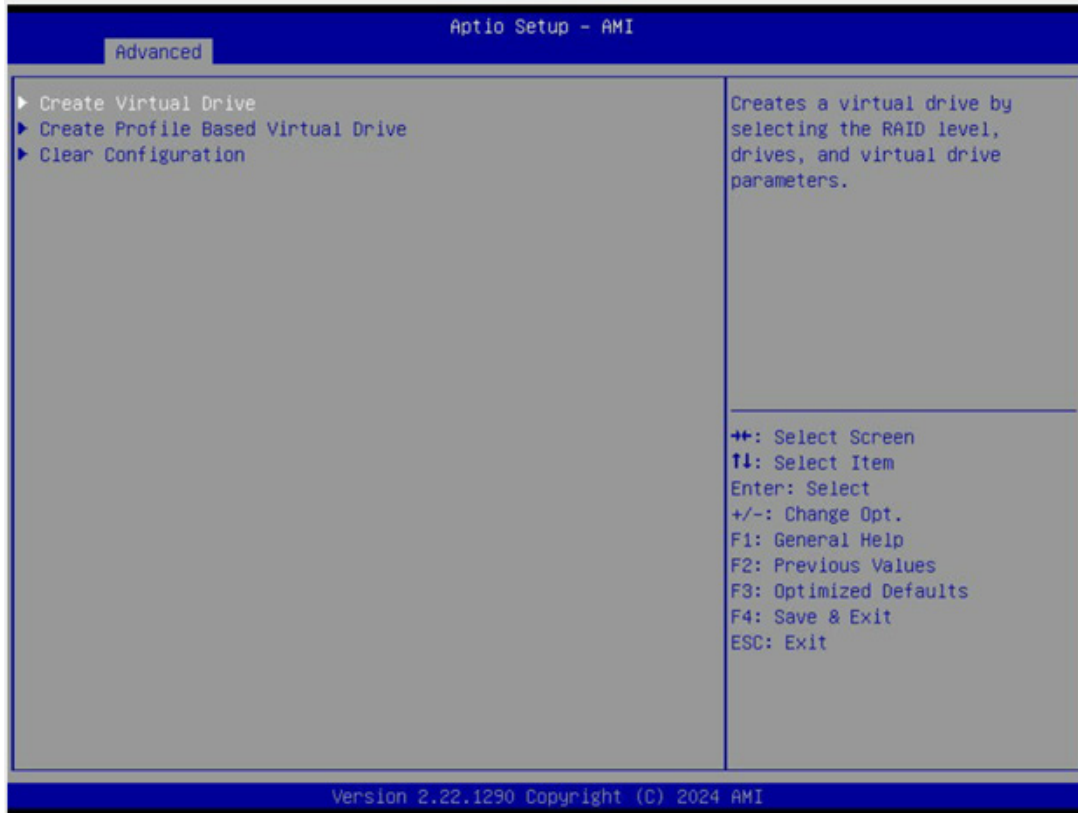 Aptio Setup - AMI
Advanced
▶ Create Virtual Drive
▶ Create Profile Based Virtual Drive
▶ Clear Configuration
Creates a virtual drive by
selecting the RAID level,
drives, and virtual drive
parameters.
→←: Select Screen
↑↓: Select Item
Enter: Select
+/-: Change Opt.
F1: General Help
F2: Previous Values
F3: Optimized Defaults
F4: Save & Exit
ESC: Exit
Version 2.22.1290 Copyright (C) 2024 AMI